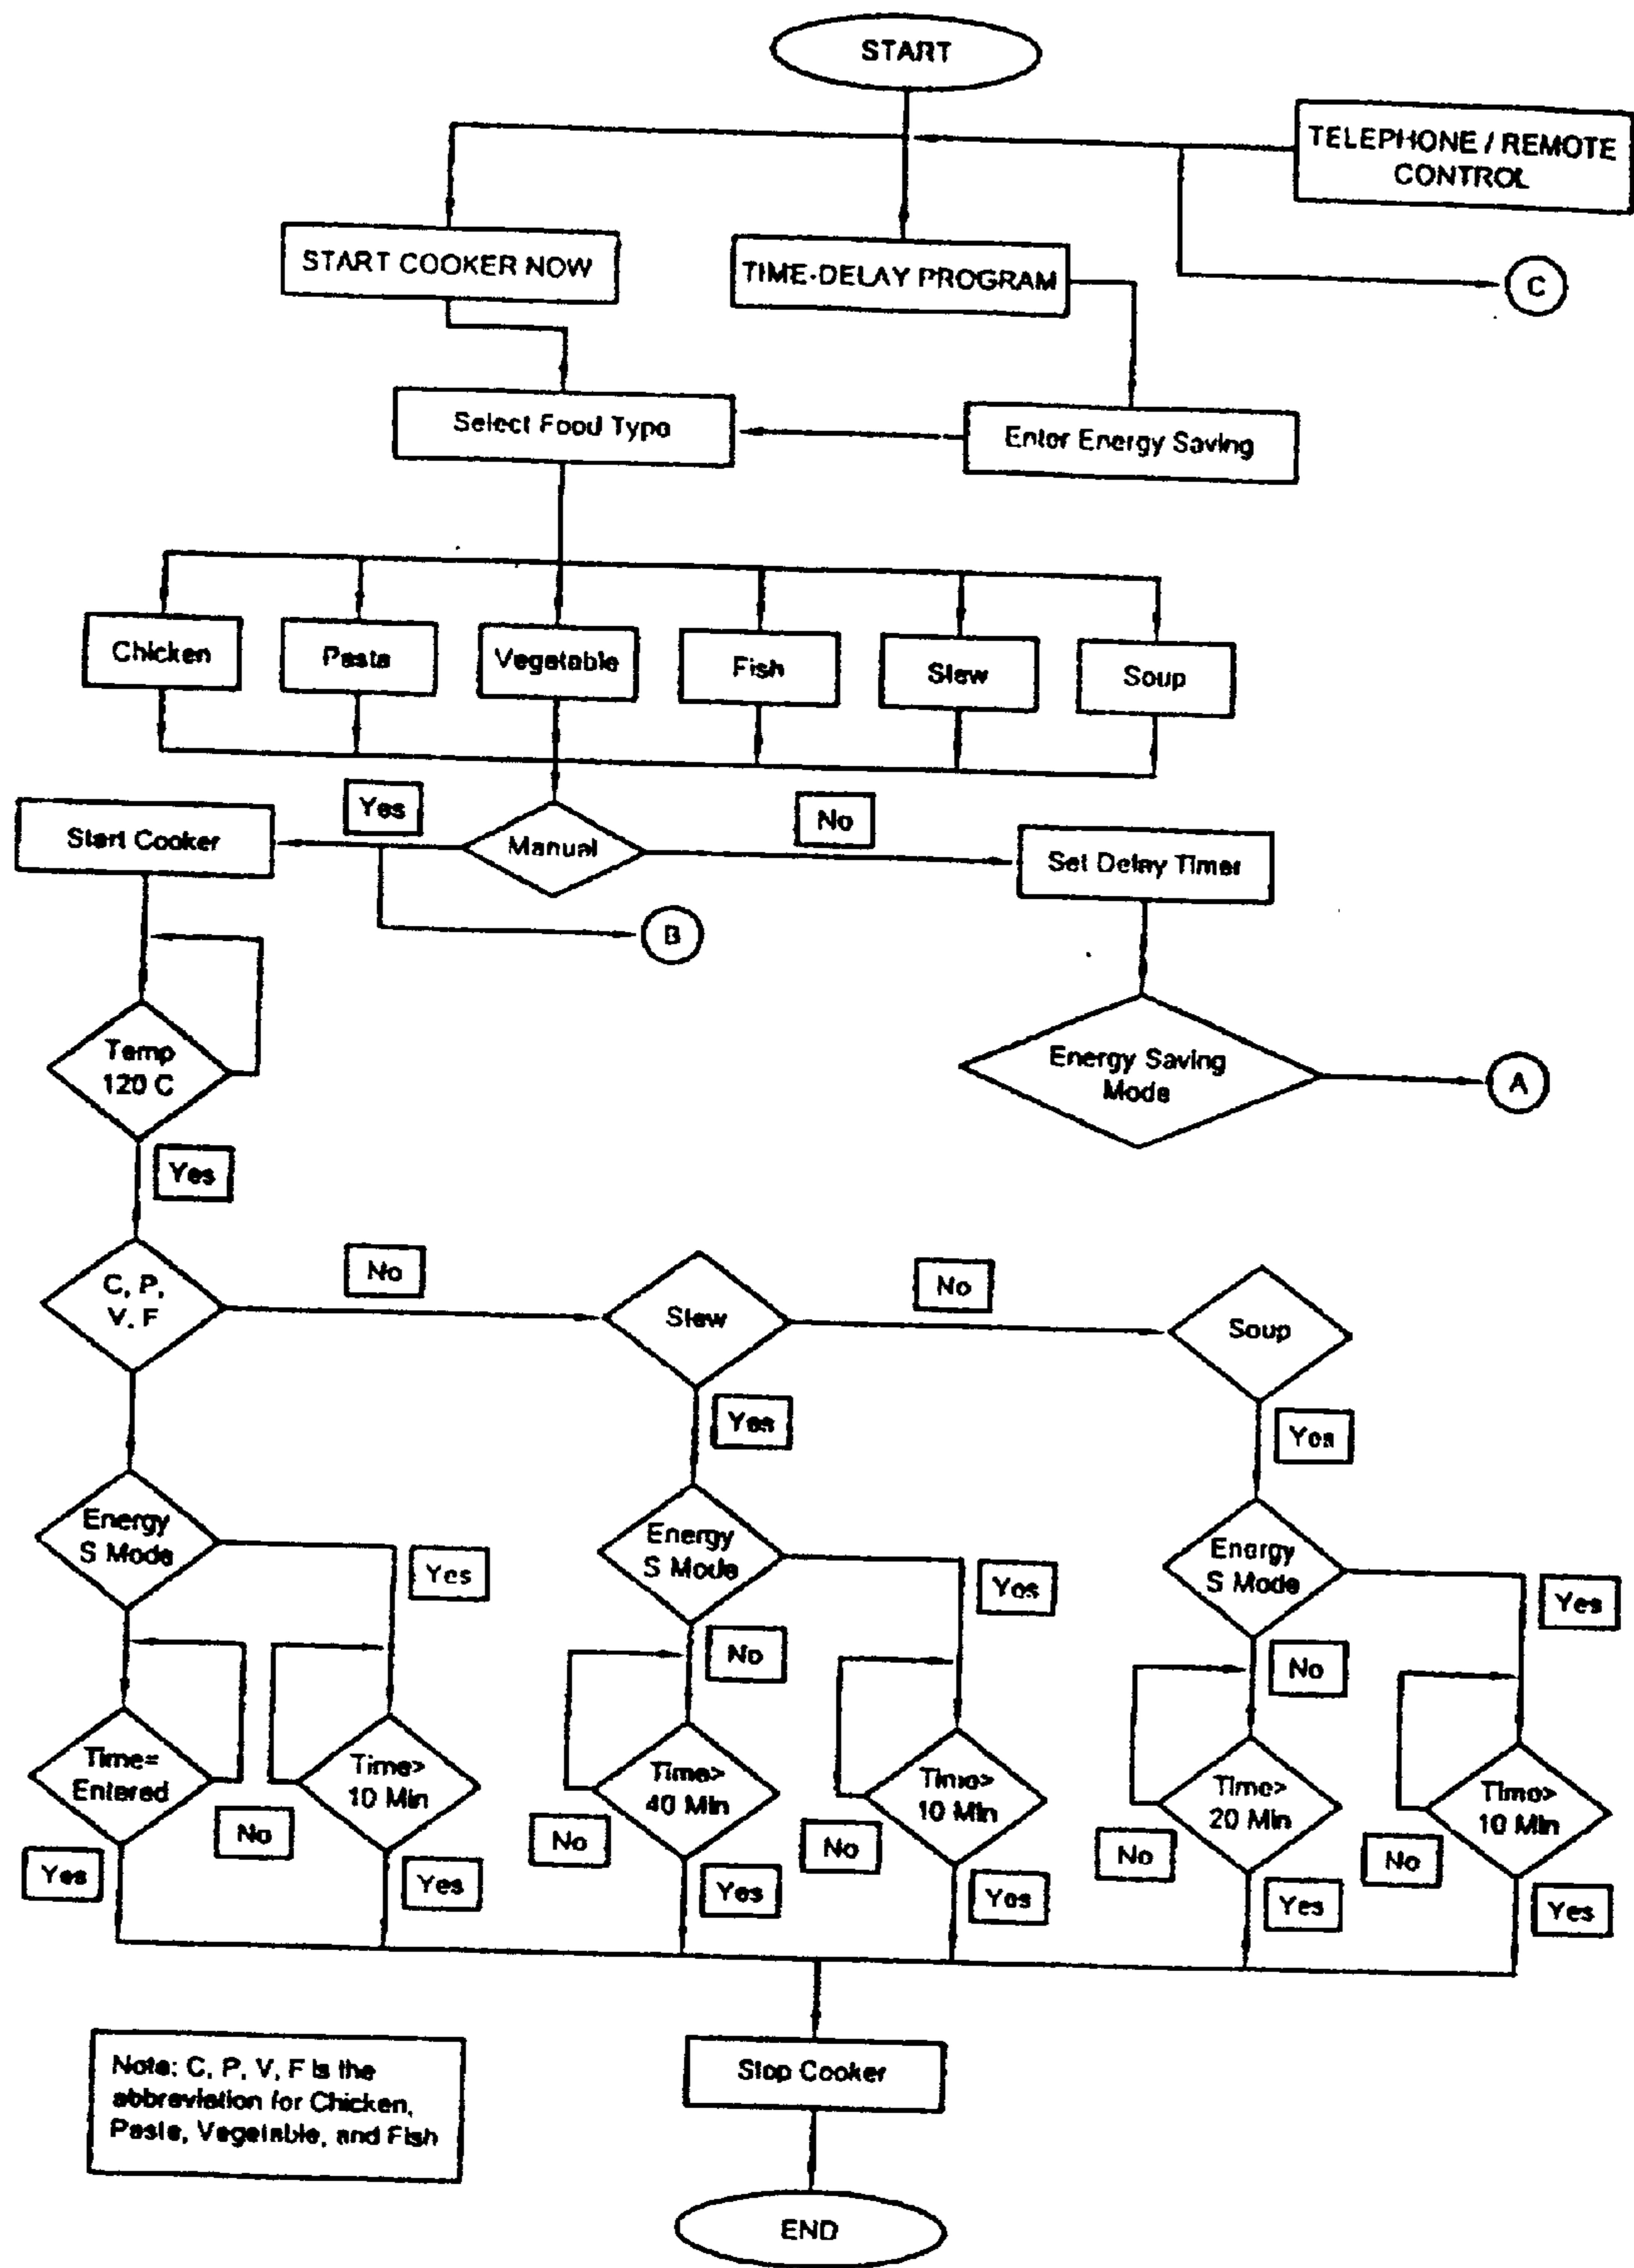 START
TELEPHONE / REMOTE
CONTROL
START COOKER NOW
TIME-DELAY PROGRAM
C
Select Food Type
Enter Energy Saving
Chicken
Pasta
Vegetable
Fish
Stew
Soup
Yes
No
Start Cooker
Manual
Set Delay Timer
B
Temp
120 C
Energy Saving
Mode
A
Yes
C, P,
V, F
No
Stew
No
Soup
Yes
Yes
Energy
S Mode
Yes
Energy
S Mode
Yes
Energy
S Mode
Yes
No
No
Time=
Entered
Time>
10 Min
Time>
40 Min
Time>
10 Min
Time>
20 Min
Time>
10 Min
No
No
No
No
No
Yes
Yes
Yes
Yes
Yes
Yes
Note: C, P, V, F is the
abbreviation for Chicken,
Pasta, Vegetable, and Fish
Stop Cooker
END